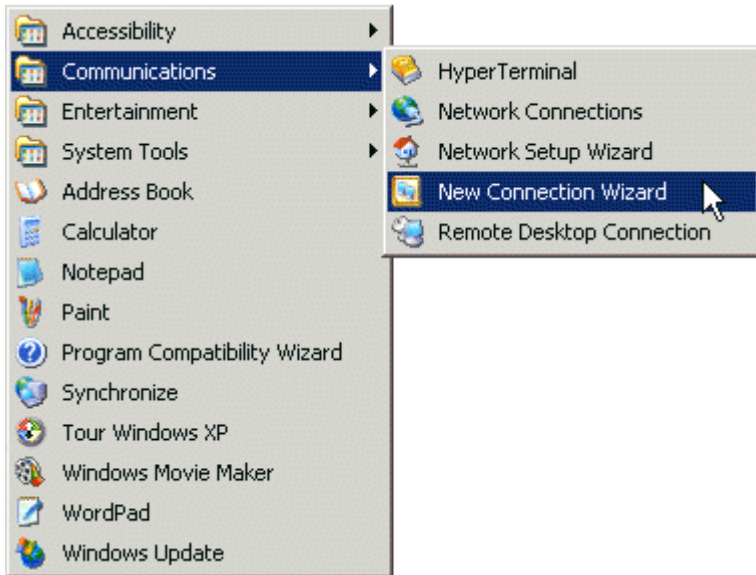 Accessibility
Communications
Entertainment
System Tools
Address Book
Calculator
Notepad
Paint
Program Compatibility Wizard
Synchronize
Tour Windows XP
Windows Movie Maker
WordPad
Windows Update
HyperTerminal
Network Connections
Network Setup Wizard
New Connection Wizard
Remote Desktop Connection